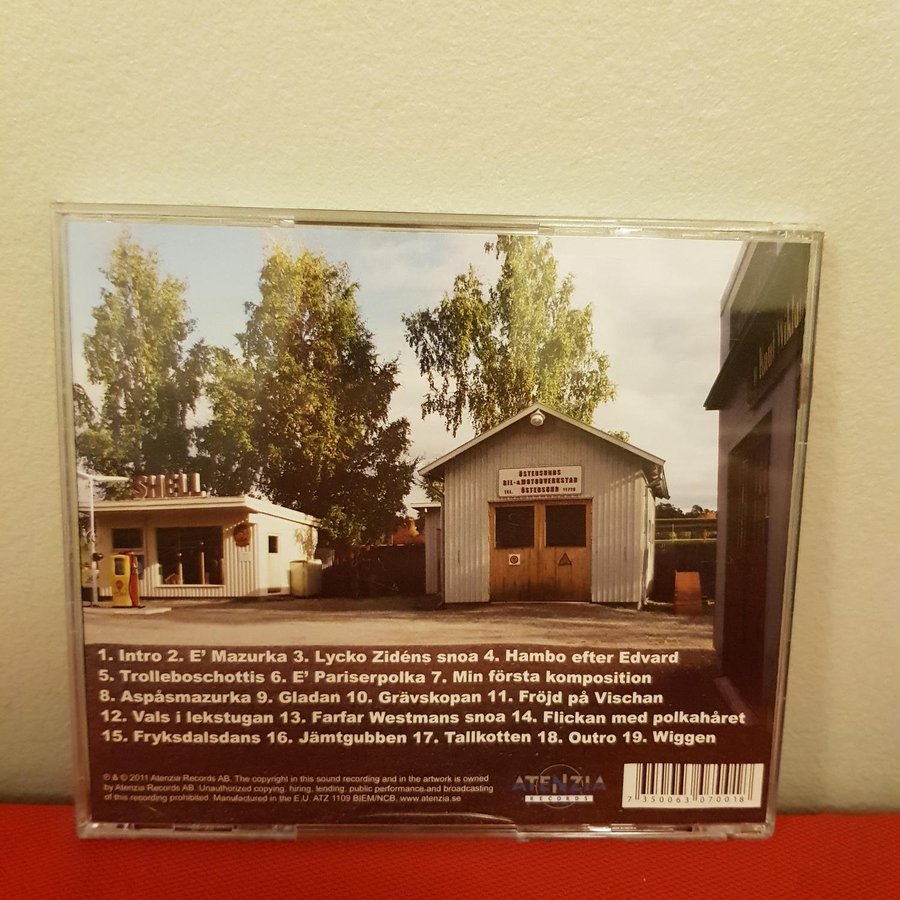 SHELL
ÖSTERSUNDS
BIL- & MOTORVERKSTAD
TEL. ÖSTERSUND 11770
1. Intro 2. E' Mazurka 3. Lycko Zidéns snoa 4. Hambo efter Edvard
5. Trolleboschottis 6. E' Pariserpolka 7. Min första komposition
8. Aspåsmazurka 9. Gladan 10. Grävskopan 11. Fröjd på Vischan
12. Vals i lekstugan 13. Farfar Westmans snoa 14. Flickan med polkahåret
15. Fryksdalsdans 16. Jämtgubben 17. Tallkotten 18. Outro 19. Wiggen
℗ & © 2011 Atenzia Records AB. The copyright in this sound recording and in the artwork is owned
by Atenzia Records AB. Unauthorized copying, hiring, lending, public performance and broadcasting
of this recording prohibited. Manufactured in the E.U. ATZ 1109 BIEM/NCB. www.atenzia.se
ATENZIA
RECORDS
7 350063 070018